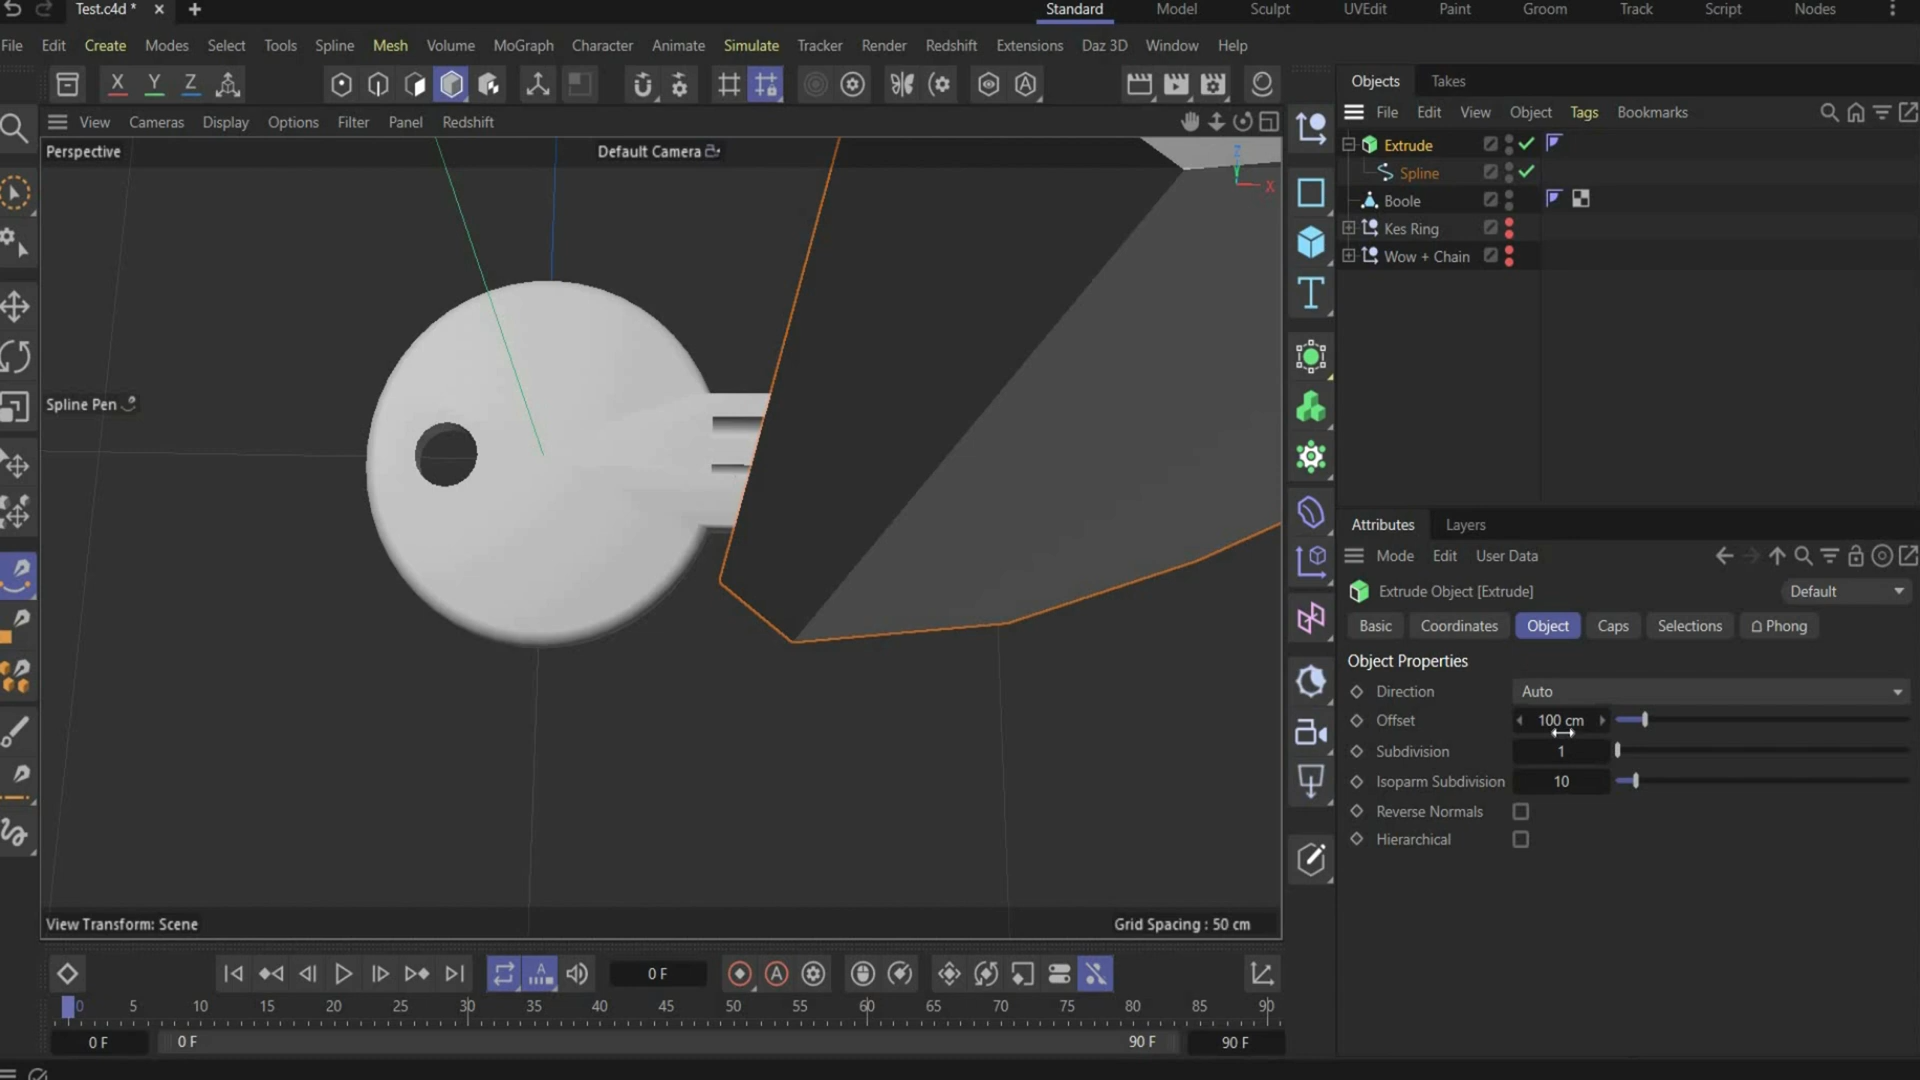 Test.c4d *
Standard Model Sculpt UVEdit Paint Groom Track Script Nodes
File Edit Create Modes Select Tools Spline Mesh Volume MoGraph Character Animate Simulate Tracker Render Redshift Extensions Daz 3D Window Help
X Y Z
View Cameras Display Options Filter Panel Redshift
Perspective
Default Camera
Z
X
Spline Pen
View Transform: Scene
Grid Spacing : 50 cm
Objects Takes
File Edit View Object Tags Bookmarks
Extrude
Spline
Boole
Kes Ring
Wow + Chain
Attributes Layers
Mode Edit User Data
Extrude Object [Extrude]
Default
Basic Coordinates Object Caps Selections Phong
Object Properties
Direction Auto
Offset 100 cm
Subdivision 1
Isoparm Subdivision 10
Reverse Normals
Hierarchical
0 F
0 5 10 15 20 25 30 35 40 45 50 55 60 65 70 75 80 85 90
0 F 0 F 90 F 90 F